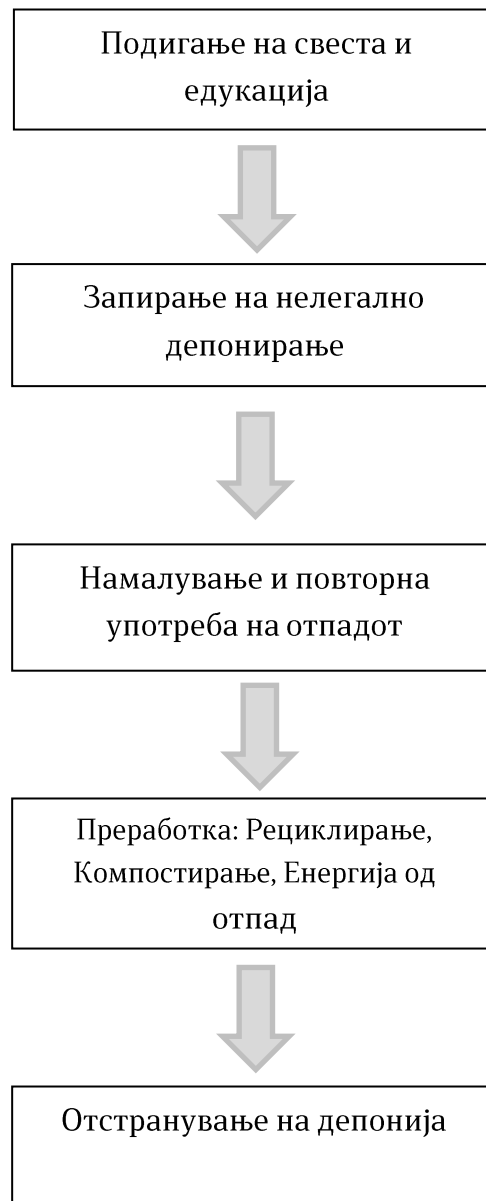 Подигање на свеста и
едукација
Запирање на нелегално
депонирање
Намалување и повторна
употреба на отпадот
Преработка: Рециклирање,
Компостирање, Енергија од
отпад
Отстранување на депонија